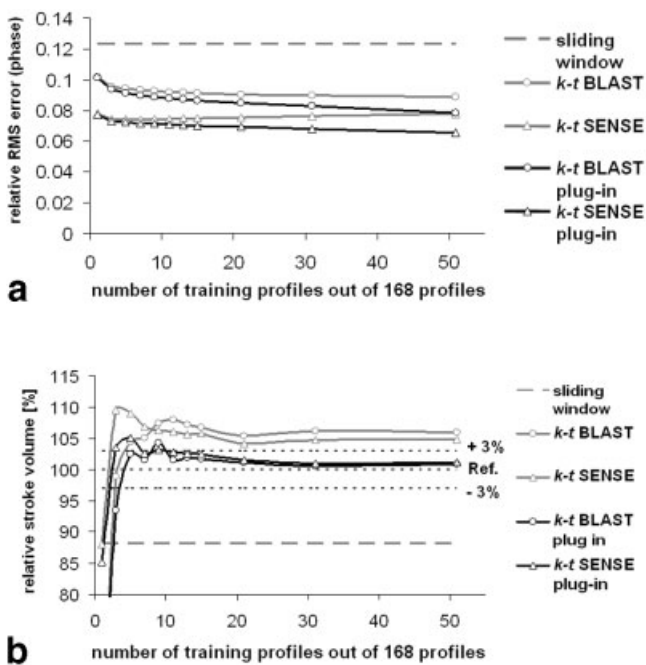 0.14
0.12
0.1
0.08
0.06
0.04
0.02
0
relative RMS error (phase)
0 10 20 30 40 50
number of training profiles out of 168 profiles
sliding
window
k-t BLAST
k-t SENSE
k-t BLAST
plug-in
k-t SENSE
plug-in
a
115
110
105
100
95
90
85
80
relative stroke volume [%]
+ 3%
Ref.
- 3%
0 10 20 30 40 50
number of training profiles out of 168 profiles
sliding
window
k-t BLAST
k-t SENSE
k-t BLAST
plug in
k-t SENSE
plug-in
b